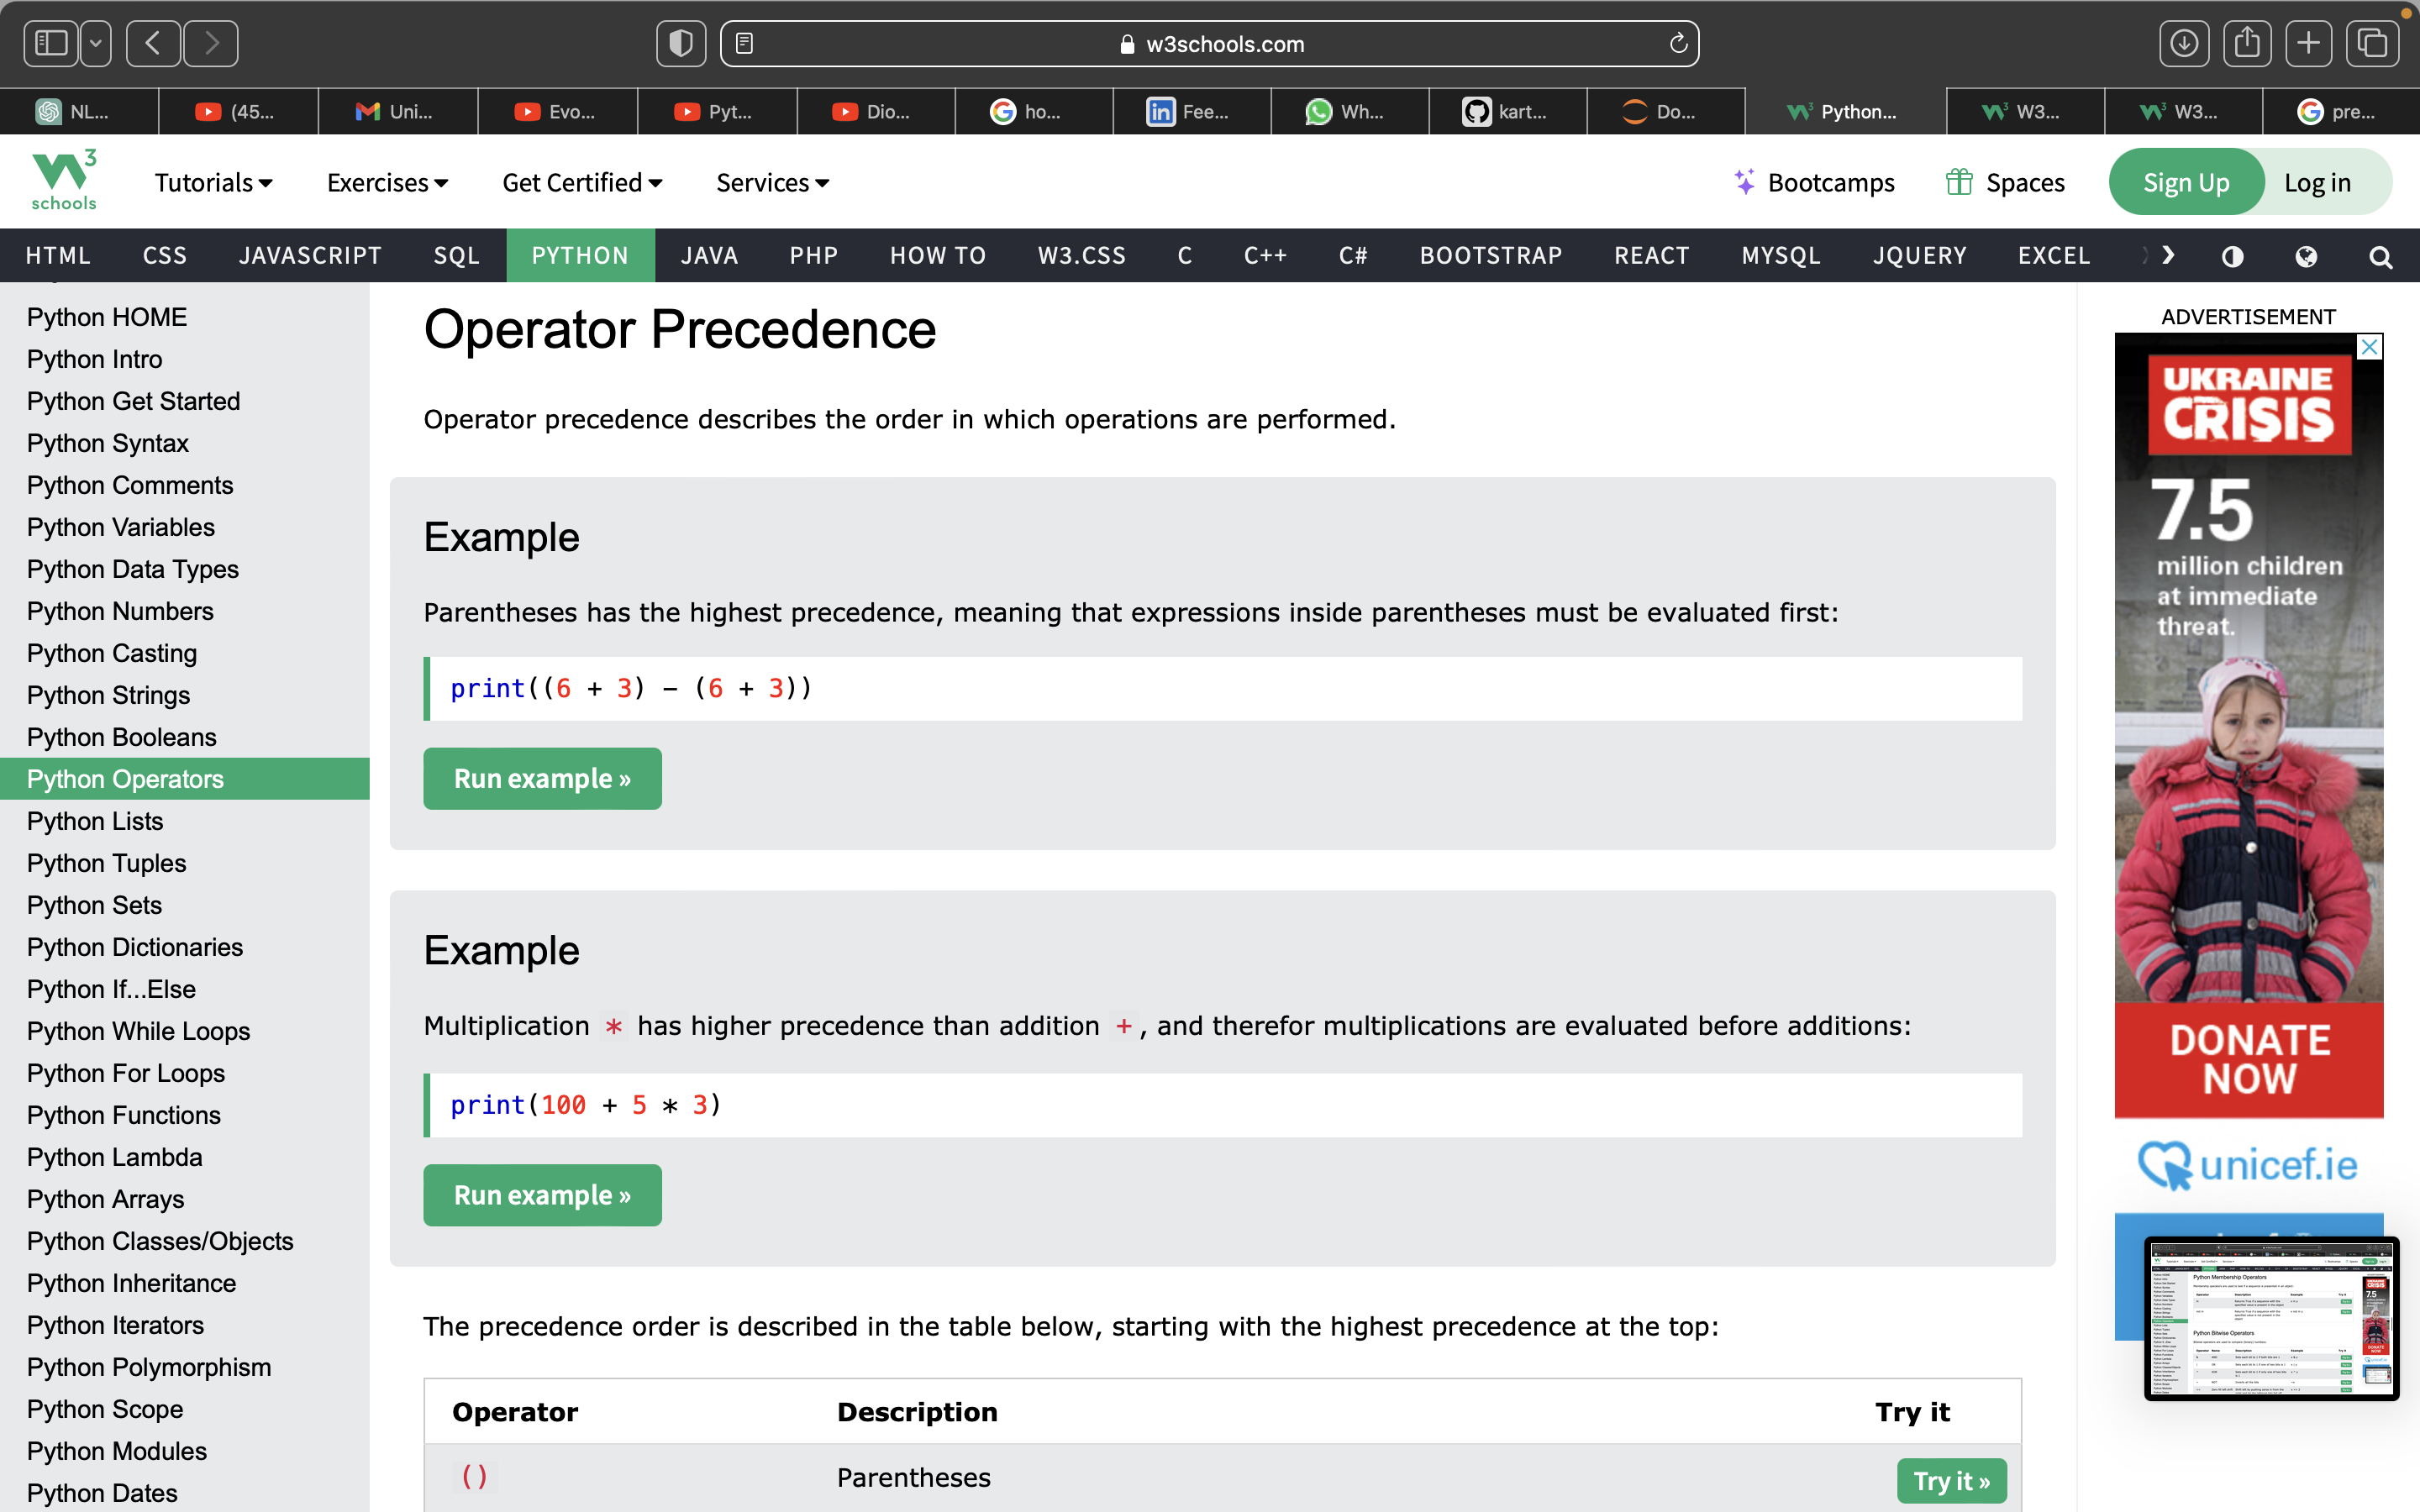 w3schools.com
NL...
(45...
Uni...
Evo...
Pyt...
Dio...
ho...
Fee...
Wh...
kart...
Do...
Python...
W3...
W3...
pre...
W3 schools
Tutorials
Exercises
Get Certified
Services
Bootcamps
Spaces
Sign Up
Log in
HTML CSS JAVASCRIPT SQL PYTHON JAVA PHP HOW TO W3.CSS C C++ C# BOOTSTRAP REACT MYSQL JQUERY EXCEL
Python HOME
Python Intro
Python Get Started
Python Syntax
Python Comments
Python Variables
Python Data Types
Python Numbers
Python Casting
Python Strings
Python Booleans
Python Operators
Python Lists
Python Tuples
Python Sets
Python Dictionaries
Python If...Else
Python While Loops
Python For Loops
Python Functions
Python Lambda
Python Arrays
Python Classes/Objects
Python Inheritance
Python Iterators
Python Polymorphism
Python Scope
Python Modules
Python Dates
Operator Precedence
Operator precedence describes the order in which operations are performed.
Example
Parentheses has the highest precedence, meaning that expressions inside parentheses must be evaluated first:
print((6 + 3) - (6 + 3))
Run example »
Example
Multiplication * has higher precedence than addition +, and therefor multiplications are evaluated before additions:
print(100 + 5 * 3)
Run example »
The precedence order is described in the table below, starting with the highest precedence at the top:
Operator Description Try it
() Parentheses Try it »
ADVERTISEMENT
UKRAINE
CRISIS
7.5
million children
at immediate
threat.
DONATE
NOW
unicef.ie
Python Membership Operators
Python Bitwise Operators